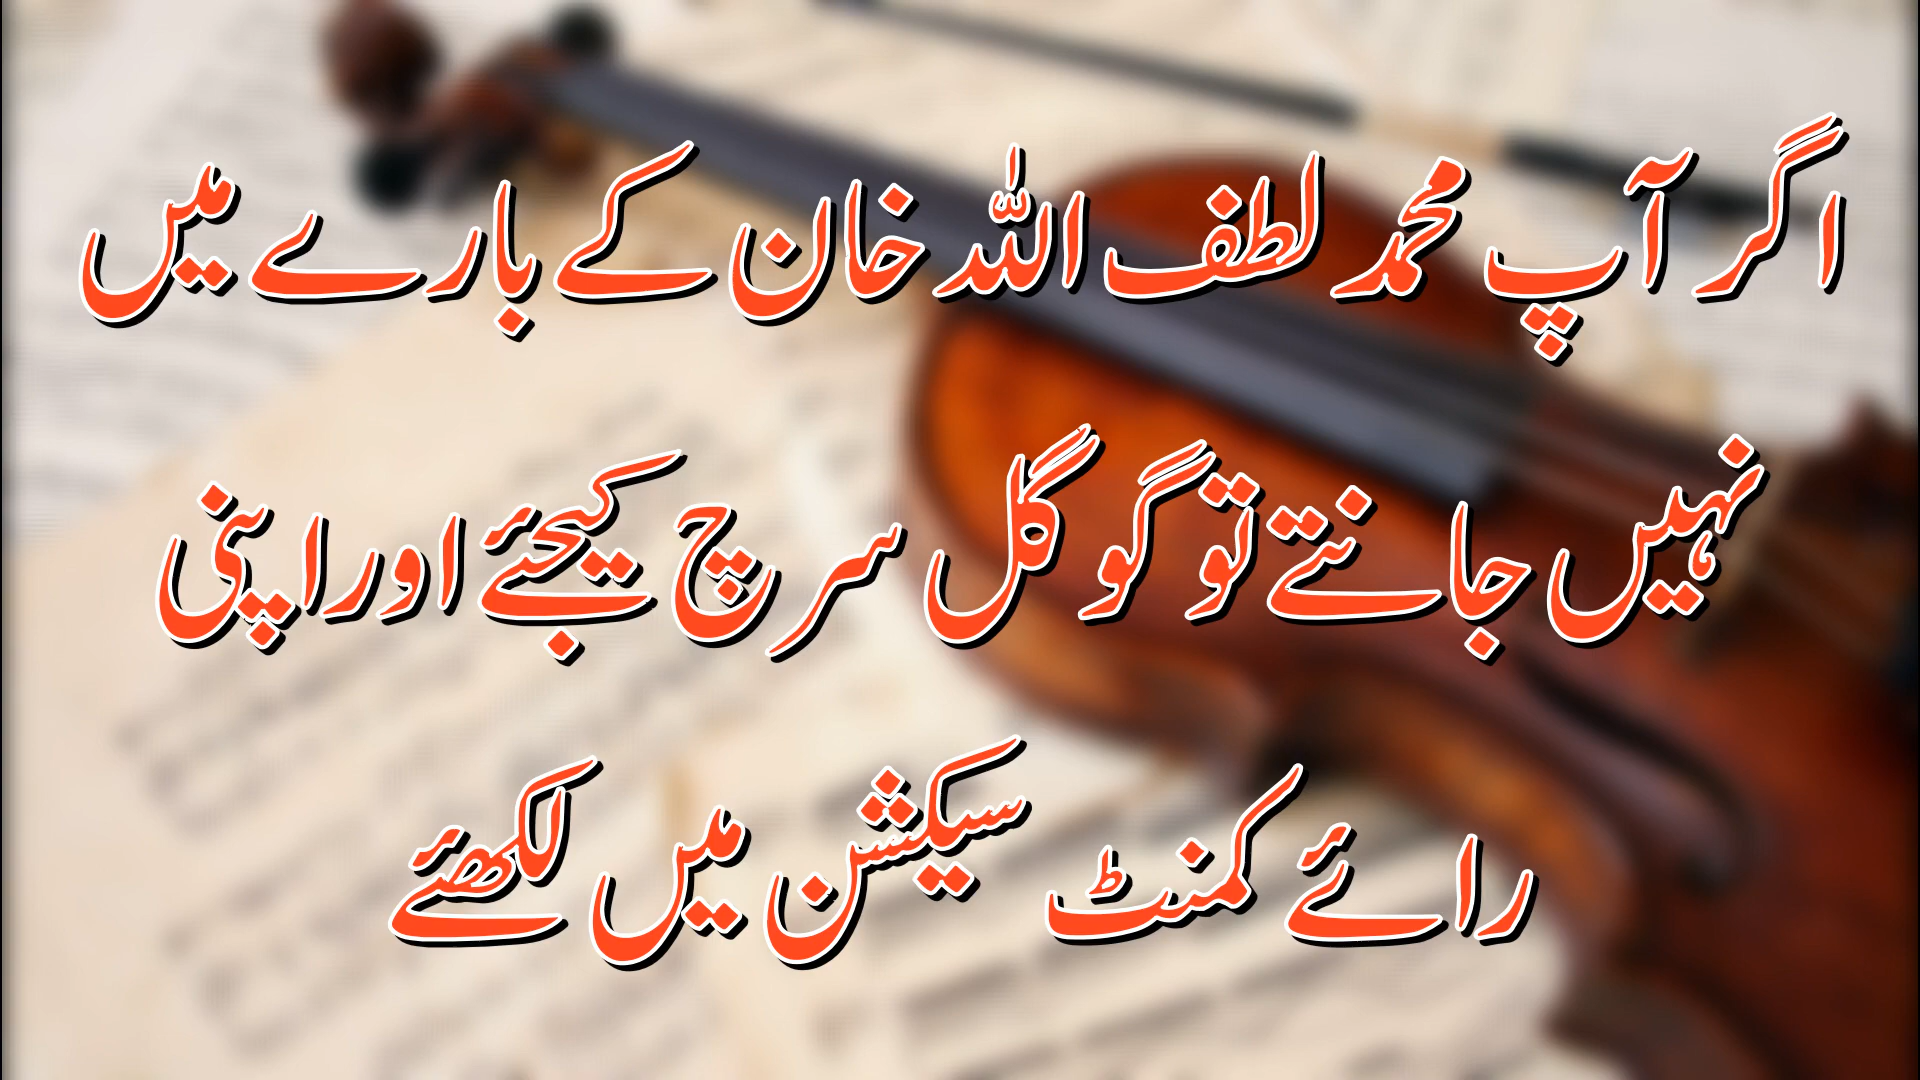 اگر آپ محمد لطف اللہ خان کے بارے میں
نہیں جانتے تو گوگل سرچ کیجئے اور اپنی
رائے کمنٹ سیکشن میں لکھئے